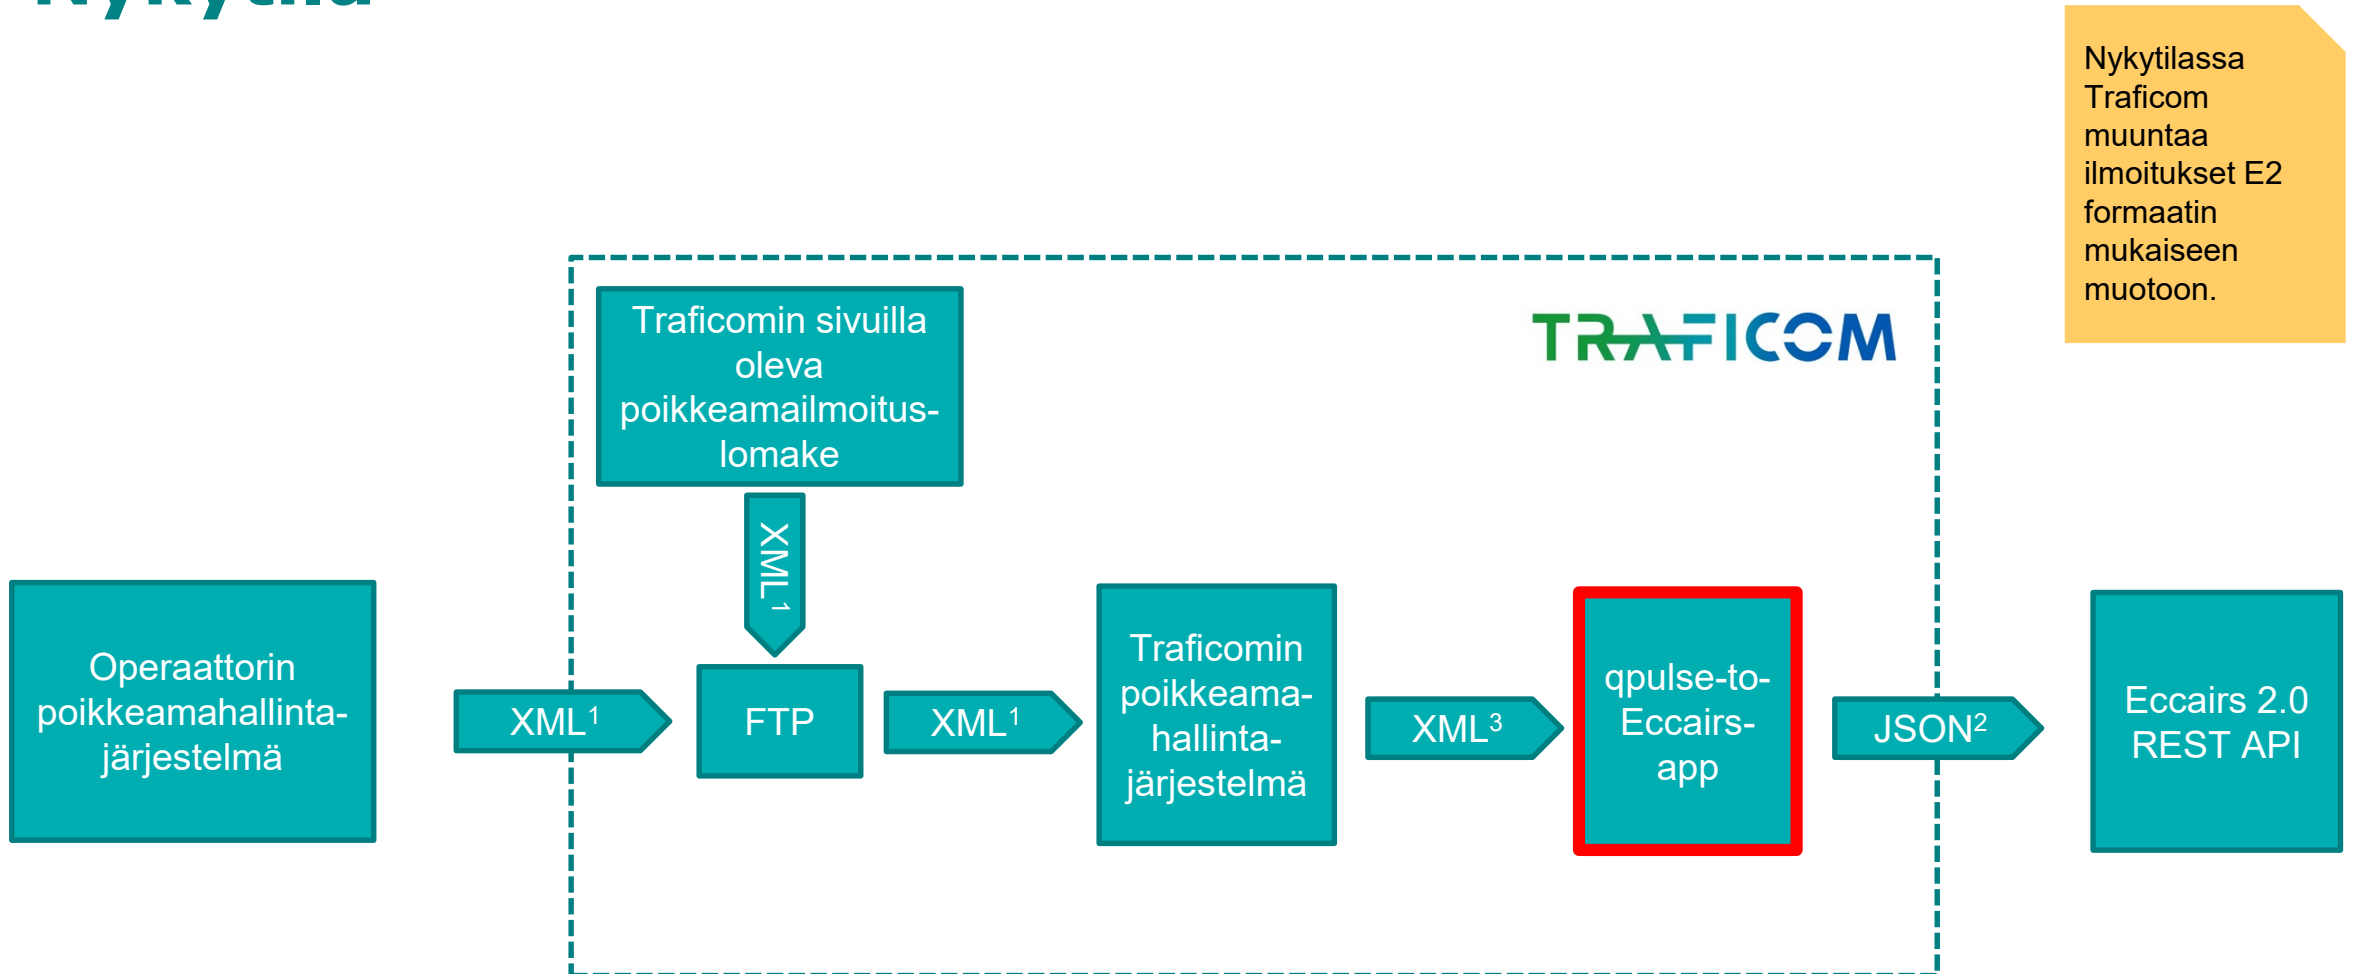 Nykytila
Nykytilassa
Traficom
muuntaa
ilmoitukset E2
formaatin
mukaiseen
muotoon.
Traficomin sivuilla
oleva
poikkeamailmoitus-
lomake
TRAFICOM
XML¹
Operaattorin
poikkeamahallinta-
järjestelmä
XML¹
FTP
XML¹
Traficomin
poikkeama-
hallinta-
järjestelmä
XML³
qpulse-to-
Eccairs-
app
JSON²
Eccairs 2.0
REST API